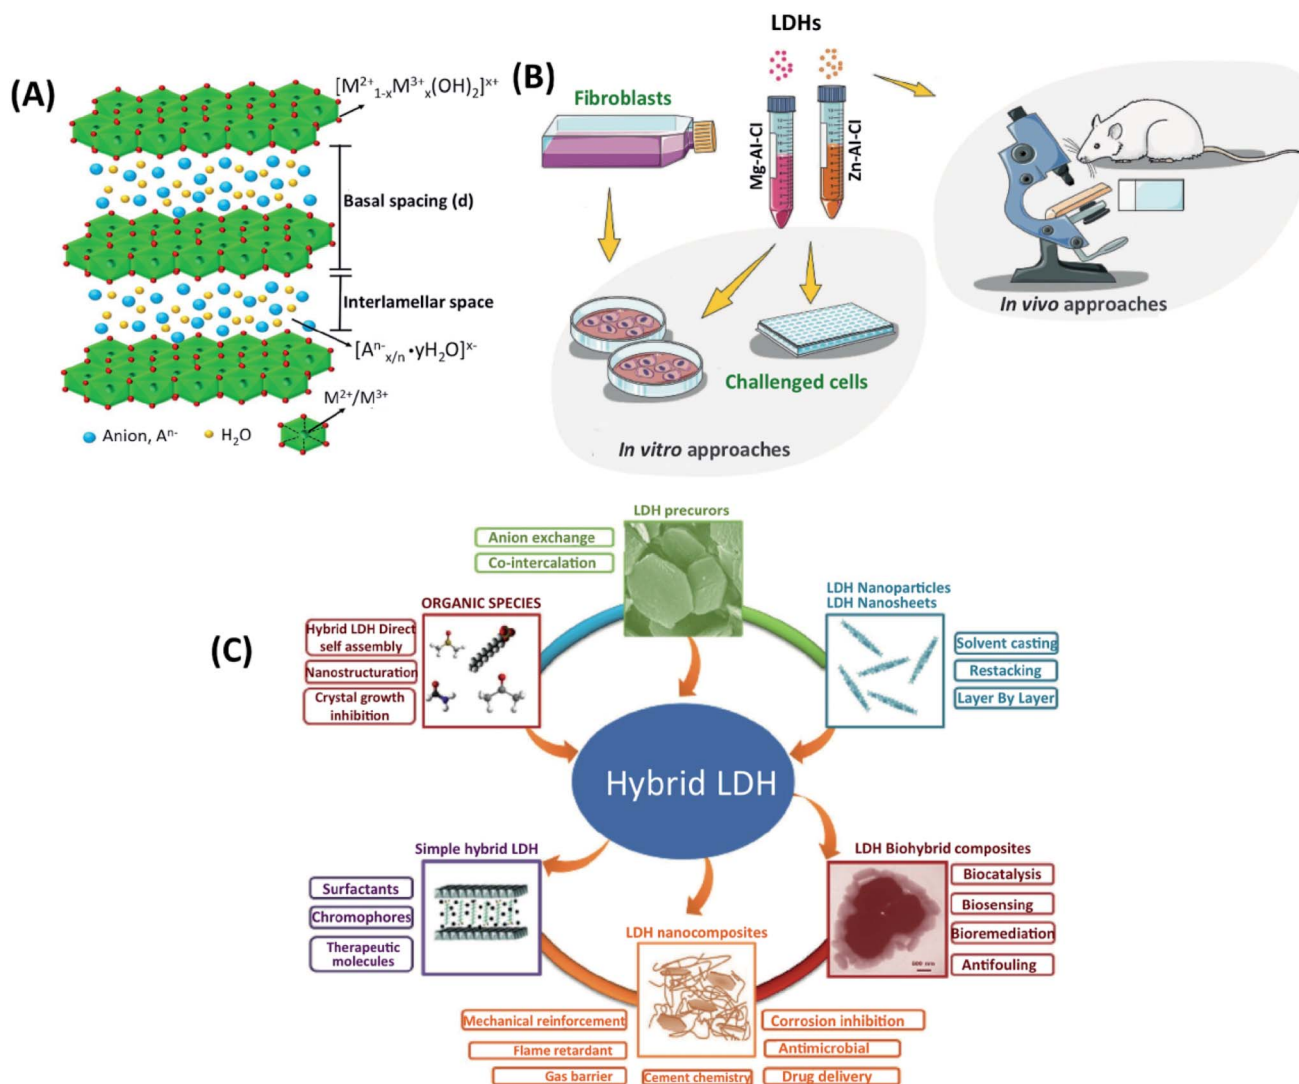 (A)
[M²⁺₁₋ₓM³⁺ₓ(OH)₂]ˣ⁺
Basal spacing (d)
Interlamellar space
[Aⁿ⁻ₓ/ₙ•yH₂O]ˣ⁻
M²⁺/M³⁺
Anion, Aⁿ⁻
H₂O
(B)
LDHs
Fibroblasts
Mg-Al-Cl
Zn-Al-Cl
In vivo approaches
Challenged cells
In vitro approaches
(C)
LDH precurors
Anion exchange
Co-intercalation
ORGANIC SPECIES
Hybrid LDH Direct
self assembly
Nanostructuration
Crystal growth
inhibition
LDH Nanoparticles
LDH Nanosheets
Solvent casting
Restacking
Layer By Layer
Hybrid LDH
Simple hybrid LDH
Surfactants
Chromophores
Therapeutic
molecules
LDH nanocomposites
Mechanical reinforcement
Flame retardant
Gas barrier
Cement chemistry
Corrosion inhibition
Antimicrobial
Drug delivery
LDH Biohybrid composites
Biocatalysis
Biosensing
Bioremediation
Antifouling